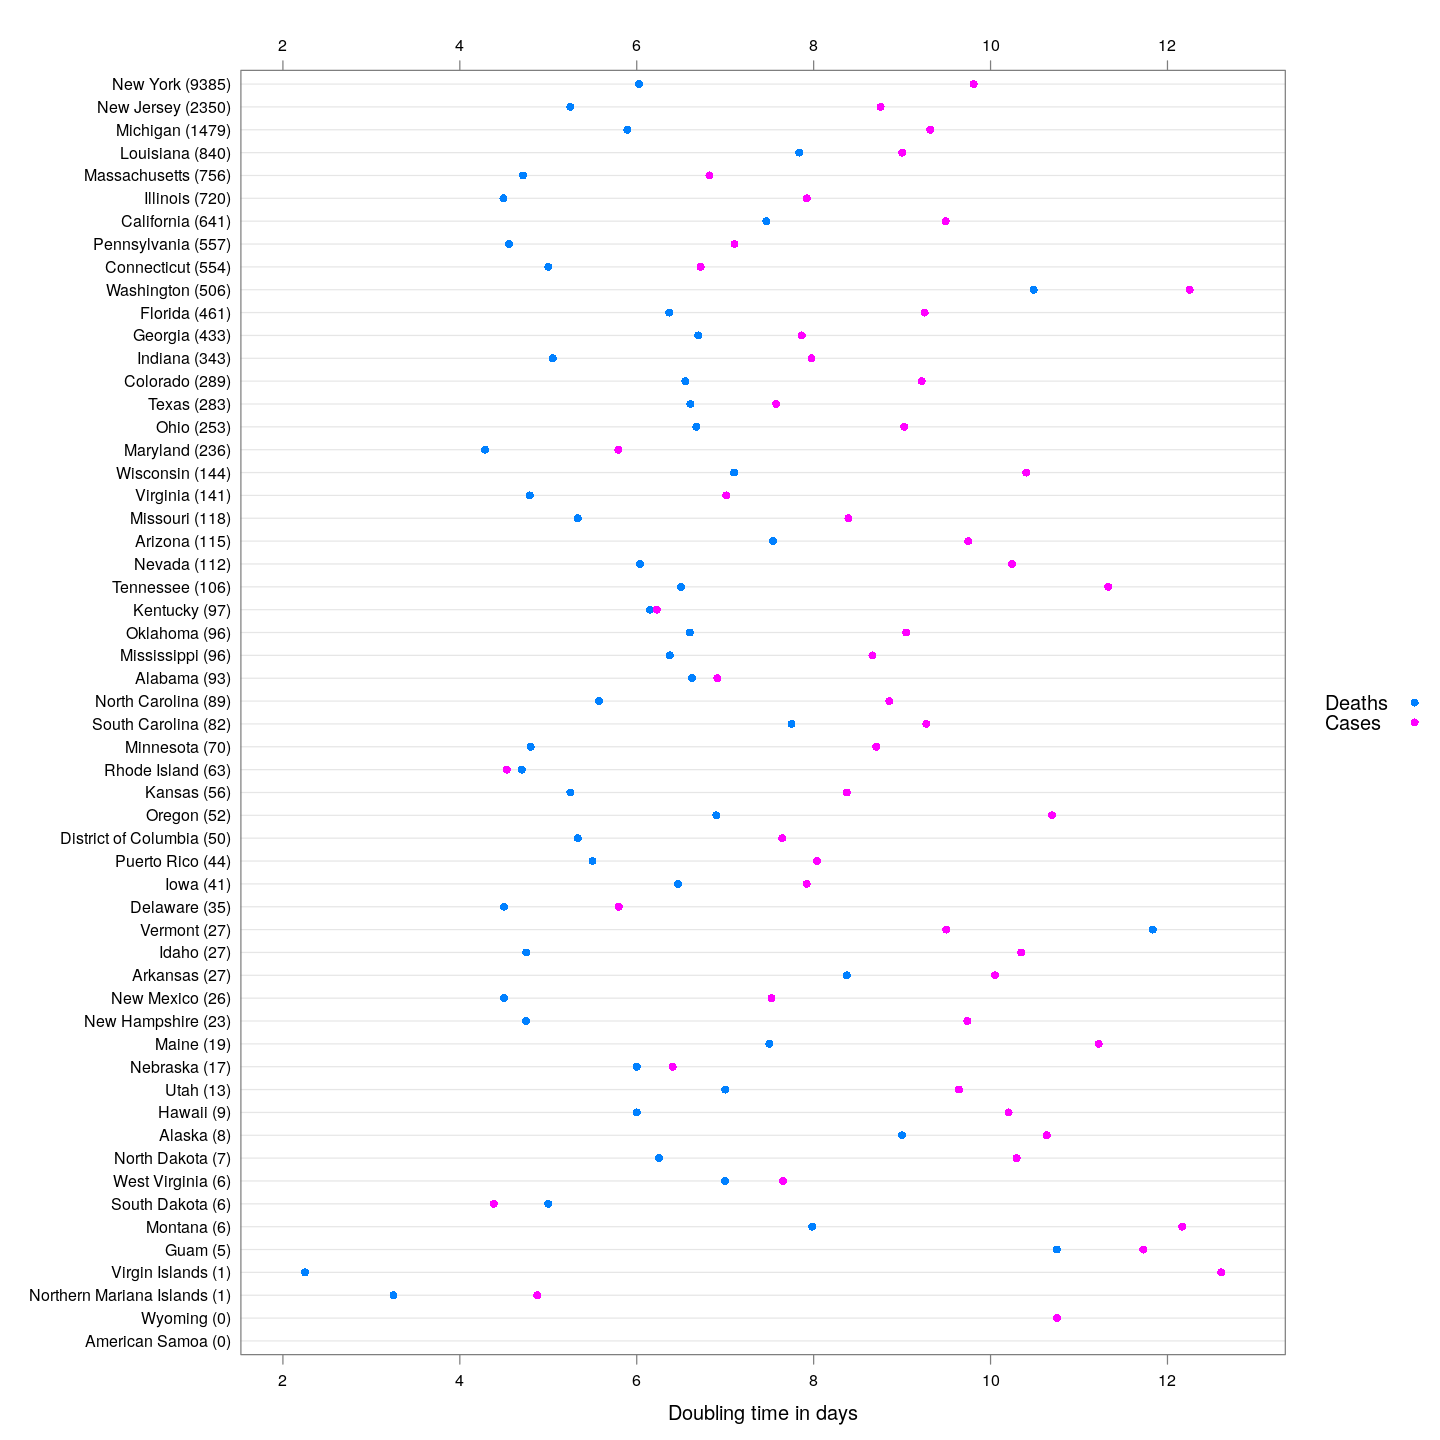 2 4 6 8 10 12
New York (9385)
New Jersey (2350)
Michigan (1479)
Louisiana (840)
Massachusetts (756)
Illinois (720)
California (641)
Pennsylvania (557)
Connecticut (554)
Washington (506)
Florida (461)
Georgia (433)
Indiana (343)
Colorado (289)
Texas (283)
Ohio (253)
Maryland (236)
Wisconsin (144)
Virginia (141)
Missouri (118)
Arizona (115)
Nevada (112)
Tennessee (106)
Kentucky (97)
Oklahoma (96)
Mississippi (96)
Alabama (93)
North Carolina (89)
South Carolina (82)
Minnesota (70)
Rhode Island (63)
Kansas (56)
Oregon (52)
District of Columbia (50)
Puerto Rico (44)
Iowa (41)
Delaware (35)
Vermont (27)
Idaho (27)
Arkansas (27)
New Mexico (26)
New Hampshire (23)
Maine (19)
Nebraska (17)
Utah (13)
Hawaii (9)
Alaska (8)
North Dakota (7)
West Virginia (6)
South Dakota (6)
Montana (6)
Guam (5)
Virgin Islands (1)
Northern Mariana Islands (1)
Wyoming (0)
American Samoa (0)
2 4 6 8 10 12
Doubling time in days
Deaths
Cases